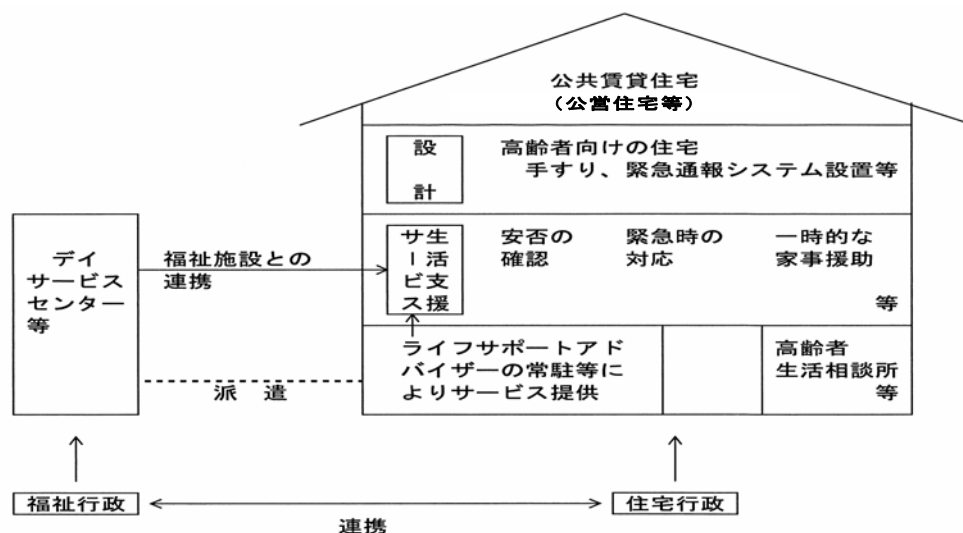 公共賃貸住宅
（公営住宅等）
設
計
高齢者向けの住宅
手すり、緊急通報システム設置等
デイ
サービス
センター
等
福祉施設との
連携
生活支援
サービス
安否の
確認
緊急時の
対応
一時的な
家事援助
等
ライフサポートアド
バイザーの常駐等に
よりサービス提供
高齢者
生活相談所
等
派　遣
福祉行政
住宅行政
連携